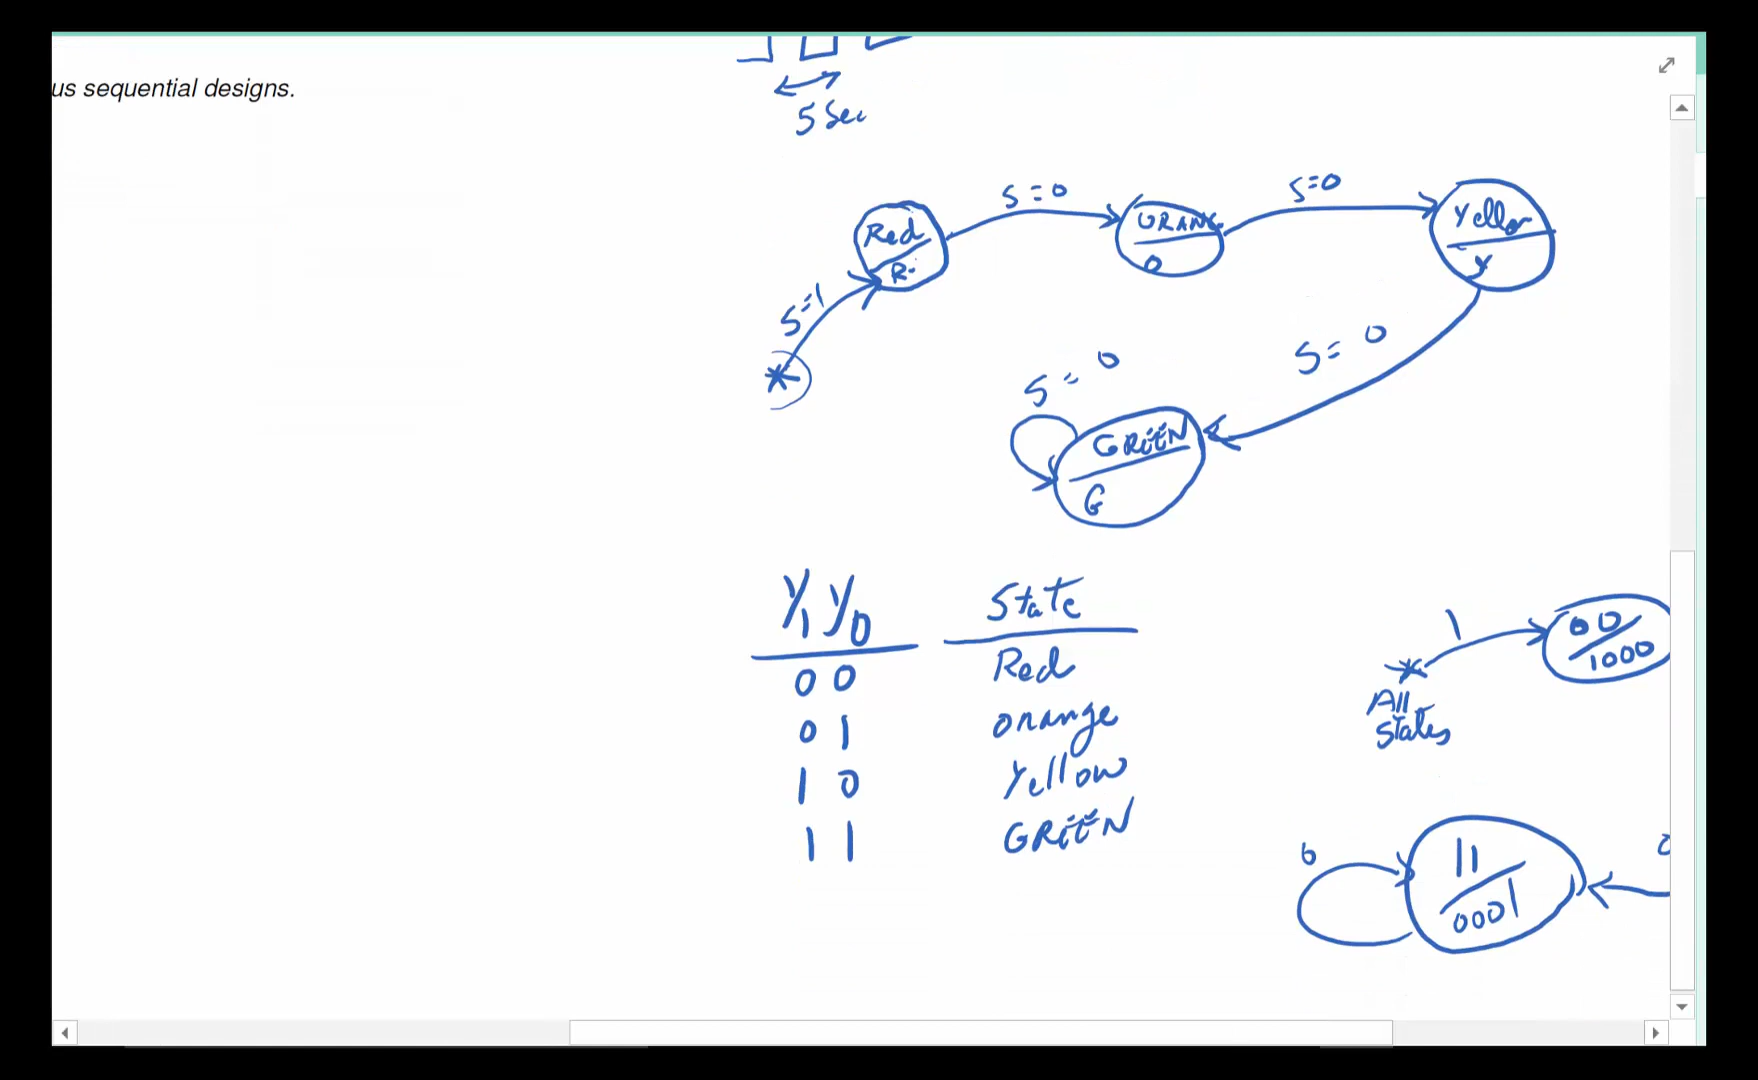 us sequential designs.
5 Sec
S=0
S=0
Red
R
ORANG
O
Yellow
Y
S=1
*
S= 0
S= 0
GREEN
G
Y1 Y0 State
0 0 Red
0 1 orange
1 0 Yellow
1 1 GREEN
1
00
1000
*
All
States
0
11
0001
0